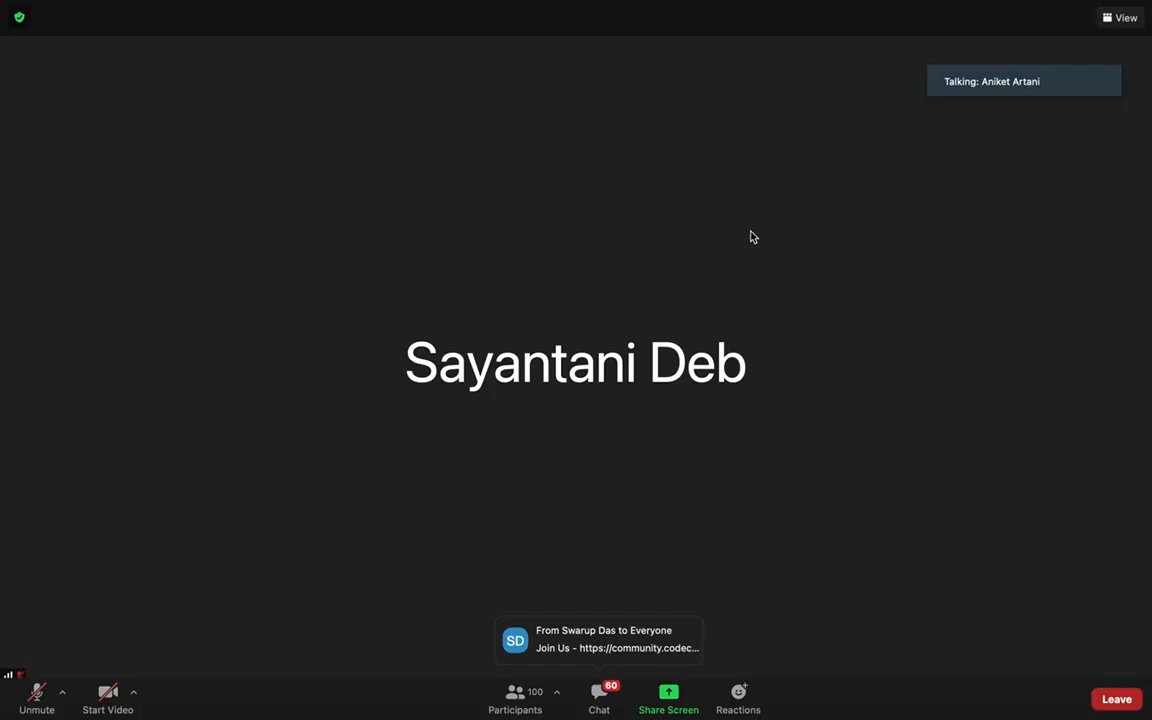 View
Talking: Aniket Artani
Sayantani Deb
SD
From Swarup Das to Everyone
Join Us - https://community.codec...
Unmute
Start Video
100
Participants
60
Chat
Share Screen
Reactions
Leave